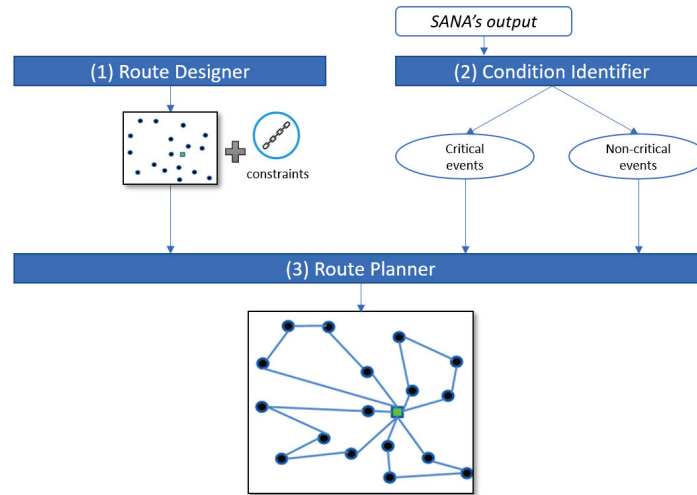 SANA's output
(1) Route Designer
(2) Condition Identifier
constraints
Critical
events
Non-critical
events
(3) Route Planner